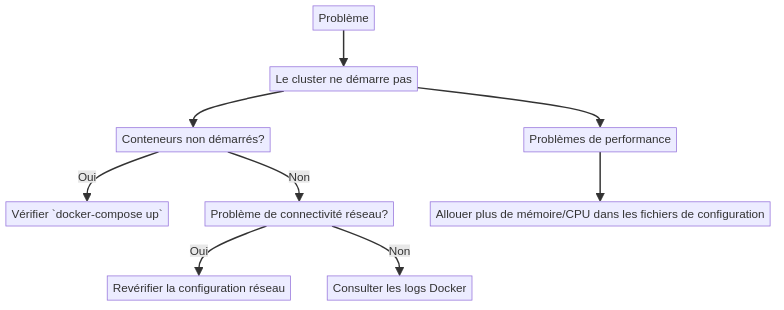 Problème
Le cluster ne démarre pas
Conteneurs non démarrés?
Problèmes de performance
Oui
Non
Vérifier `docker-compose up`
Problème de connectivité réseau?
Allouer plus de mémoire/CPU dans les fichiers de configuration
Oui
Non
Revérifier la configuration réseau
Consulter les logs Docker